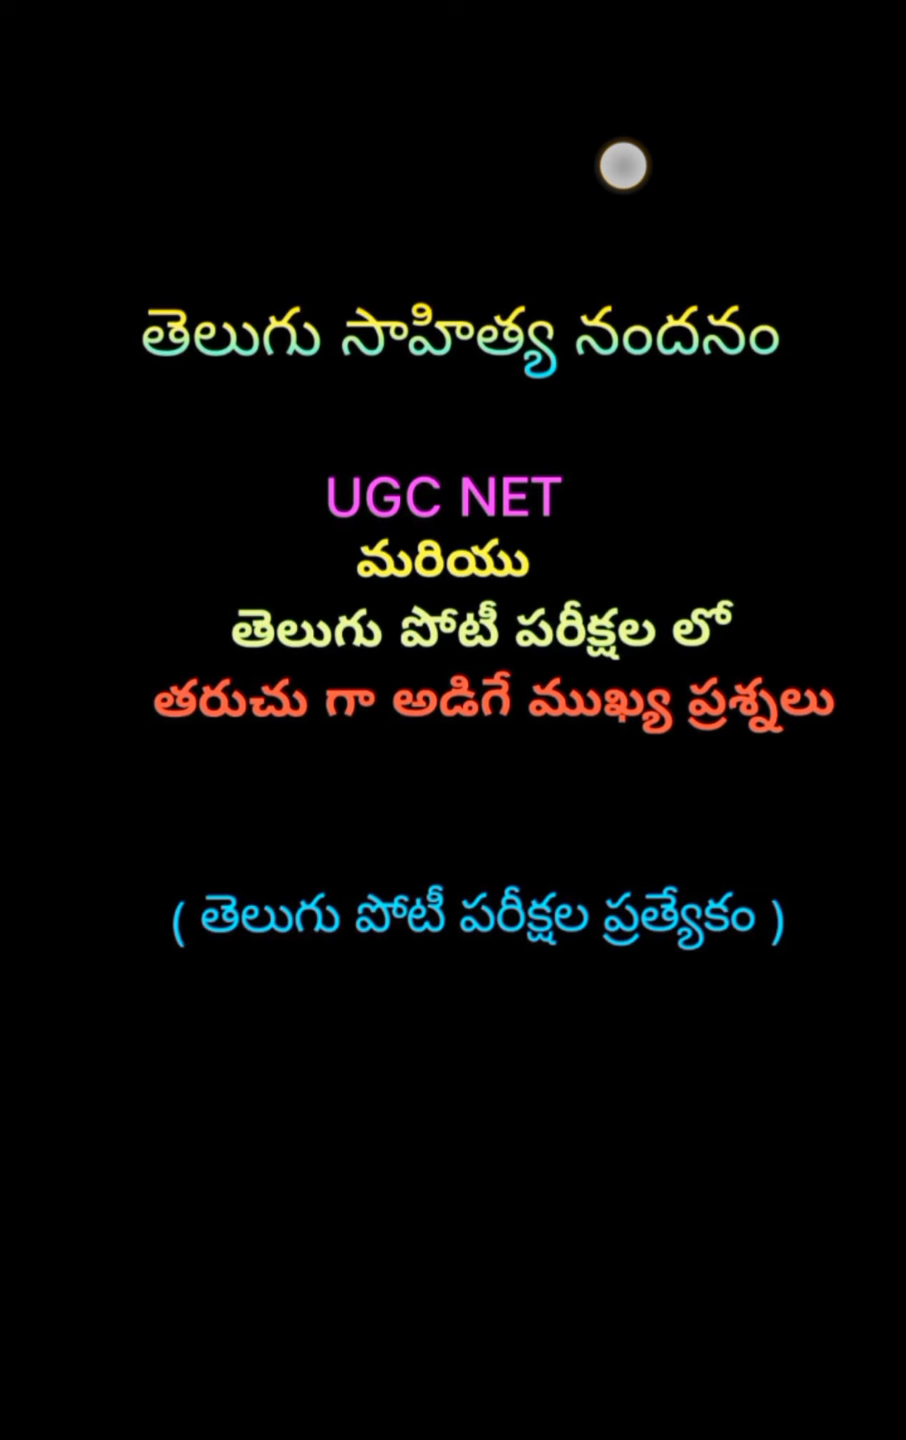 తెలుగు సాహిత్య నందనం
UGC NET
మరియు
తెలుగు పోటీ పరీక్షల లో
తరుచు గా అడిగే ముఖ్య ప్రశ్నలు
( తెలుగు పోటీ పరీక్షల ప్రత్యేకం )